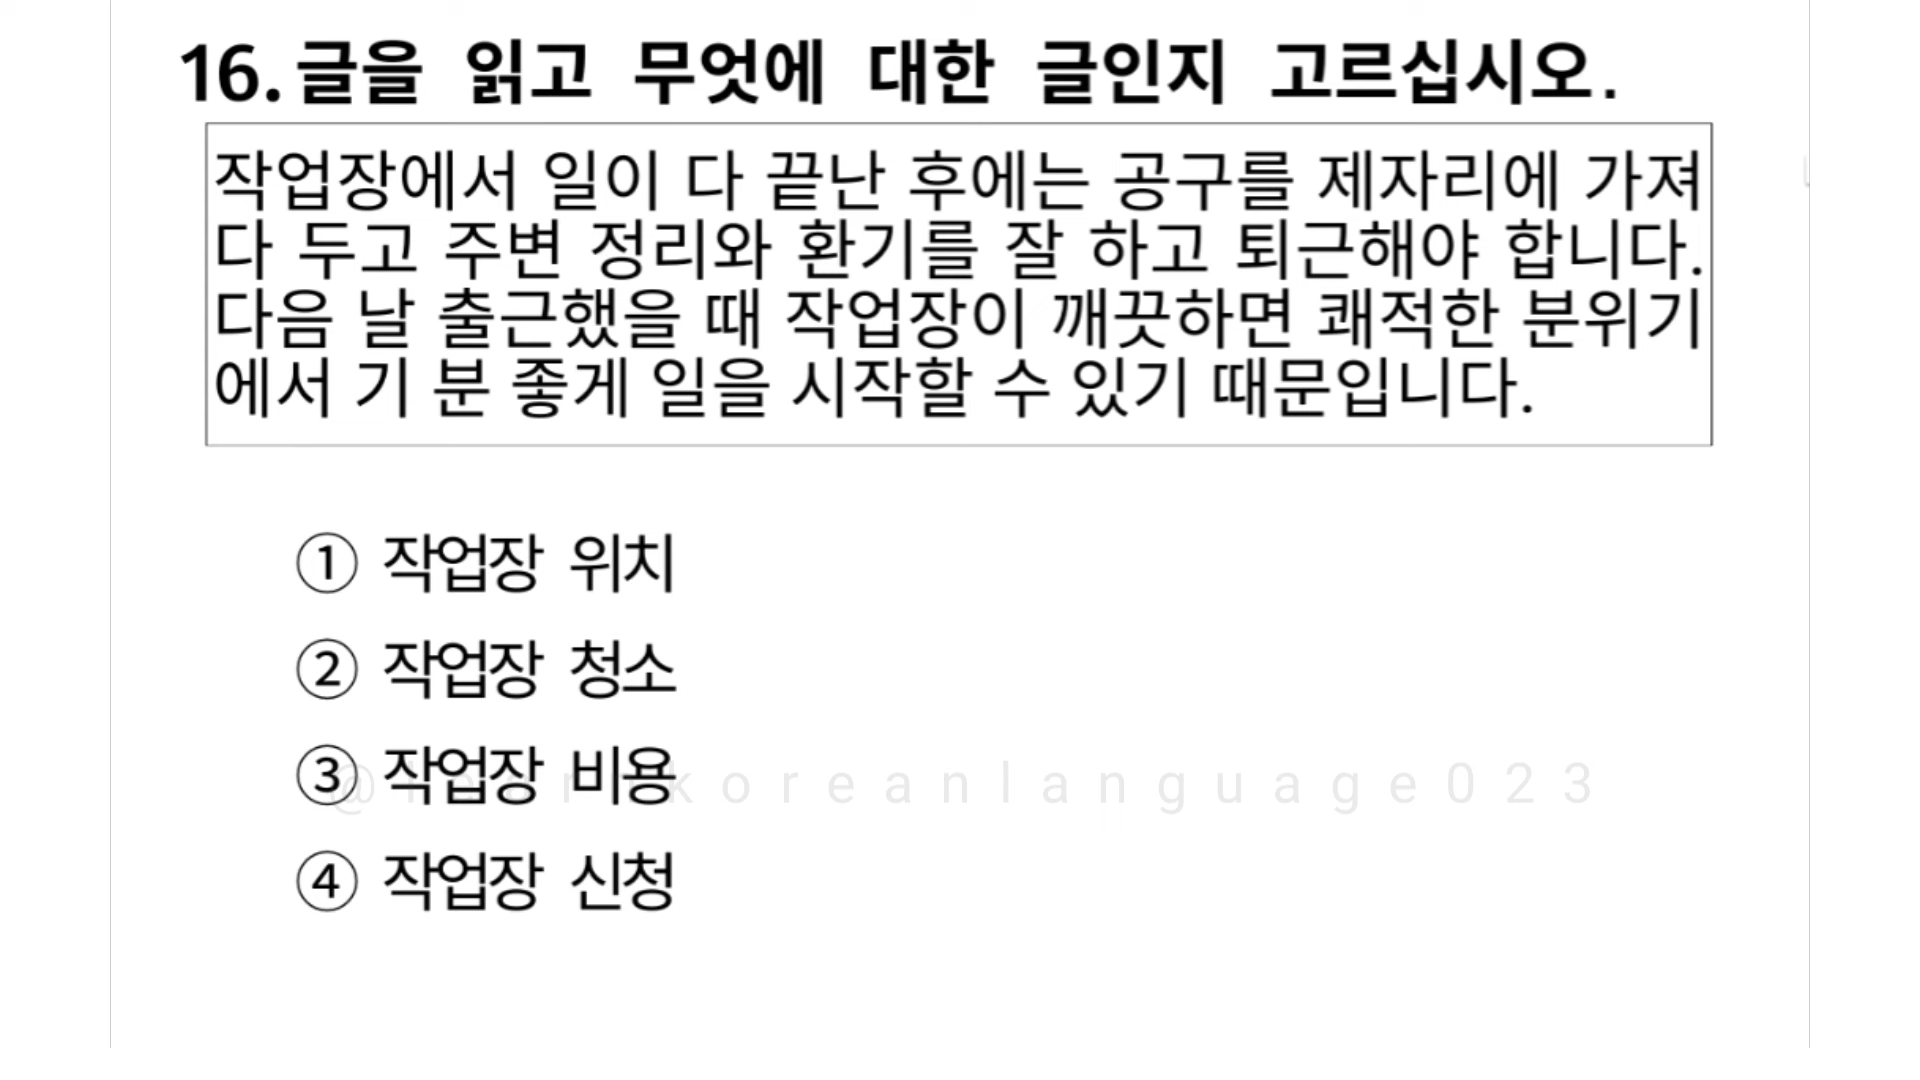 16. 글을 읽고 무엇에 대한 글인지 고르십시오.
작업장에서 일이 다 끝난 후에는 공구를 제자리에 가져
다 두고 주변 정리와 환기를 잘 하고 퇴근해야 합니다.
다음 날 출근했을 때 작업장이 깨끗하면 쾌적한 분위기
에서 기 분 좋게 일을 시작할 수 있기 때문입니다.
① 작업장 위치
② 작업장 청소
③ 작업장 비용
@learnkoreanlanguage023
④ 작업장 신청